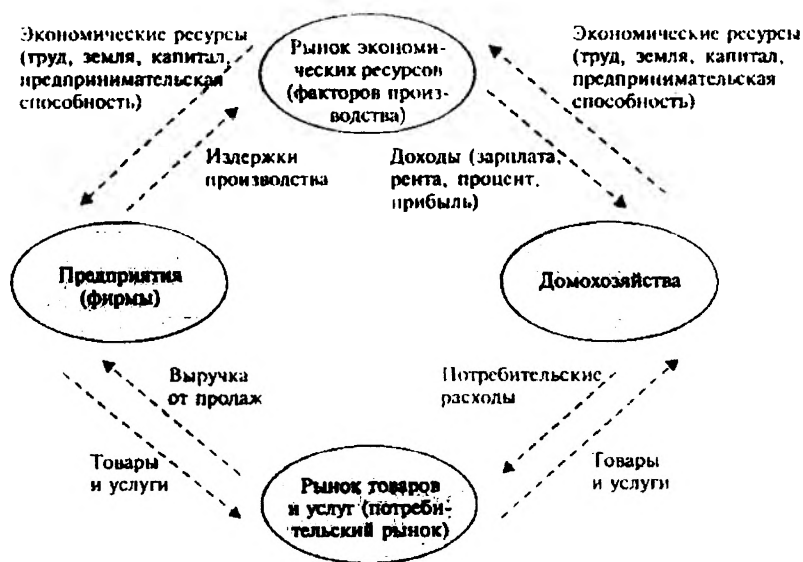 Экономические ресурсы
(труд, земля, капитал,
предпринимательская
способность)
Рынок экономи-
ческих ресурсов
(факторов произ-
водства)
Экономические ресурсы
(труд, земля, капитал,
предпринимательская
способность)
Издержки
производства
Доходы (зарплата,
рента, процент,
прибыль)
Предприятия
(фирмы)
Домохозяйства
Выручка
от продаж
Потребительские
расходы
Товары
и услуги
Рынок товаров
и услуг (потреби-
тельский рынок)
Товары
и услуги